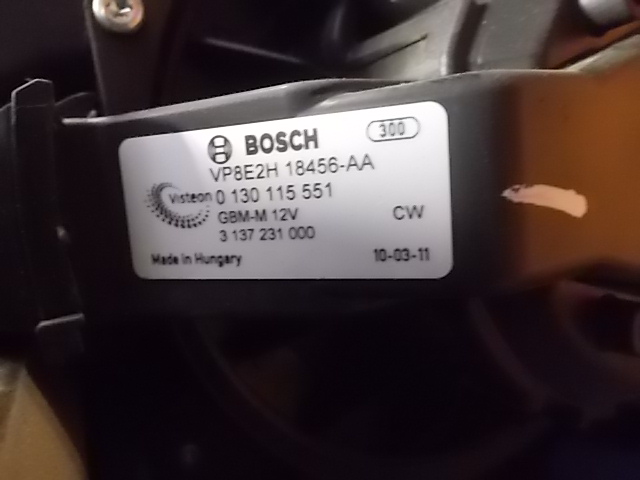 BOSCH 300
VP8E2H 18456-AA
Visteon 0 130 115 551
GBM-M 12V CW
3 137 231 000
Made in Hungary 10-03-11